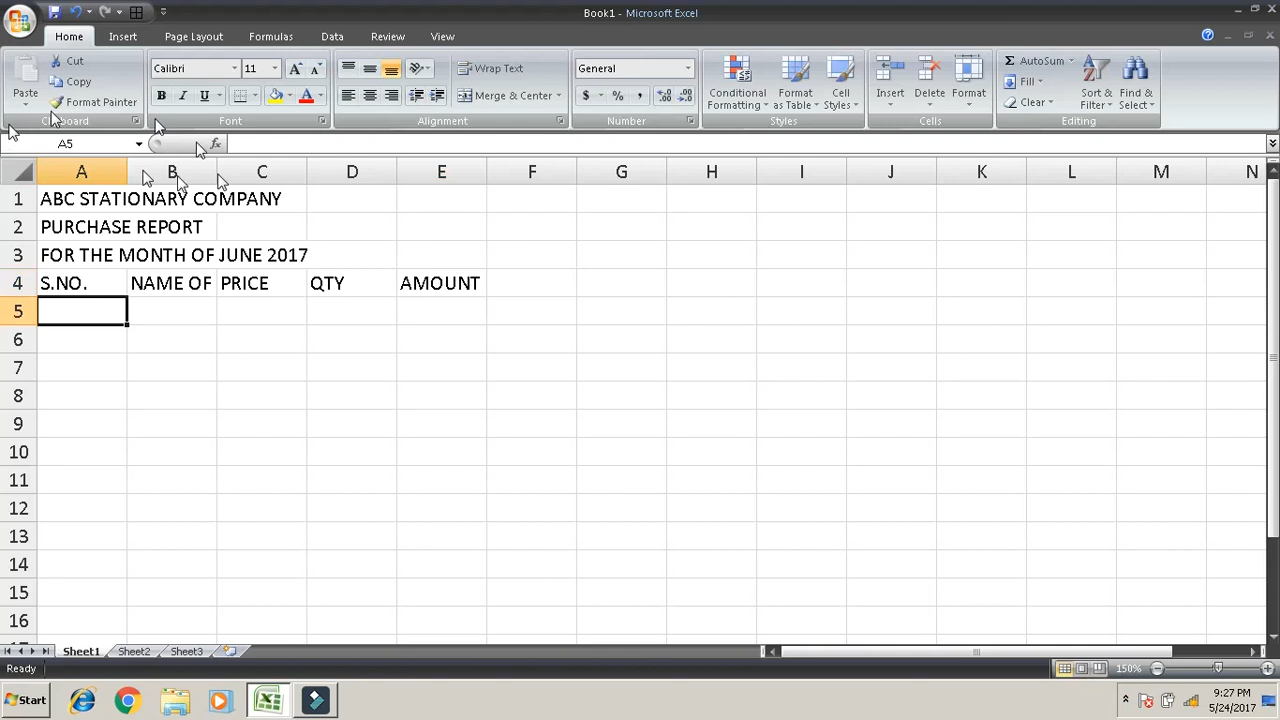 Book1 - Microsoft Excel
Home Insert Page Layout Formulas Data Review View
Paste Cut Calibri 11 Wrap Text General Conditional Formatting Format as Table Cell Styles Insert Delete Format AutoSum Sort & Filter Find & Select
Copy Fill
Format Painter B I U A Merge & Center $ % , Clear
Clipboard Font Alignment Number Styles Cells Editing
A5 fx
A B C D E F G H I J K L M N
1 ABC STATIONARY COMPANY
2 PURCHASE REPORT
3 FOR THE MONTH OF JUNE 2017
4 S.NO. NAME OF PRICE QTY AMOUNT
5
6
7
8
9
10
11
12
13
14
15
16
Sheet1 Sheet2 Sheet3
Ready 150%
Start 9:27 PM
5/24/2017